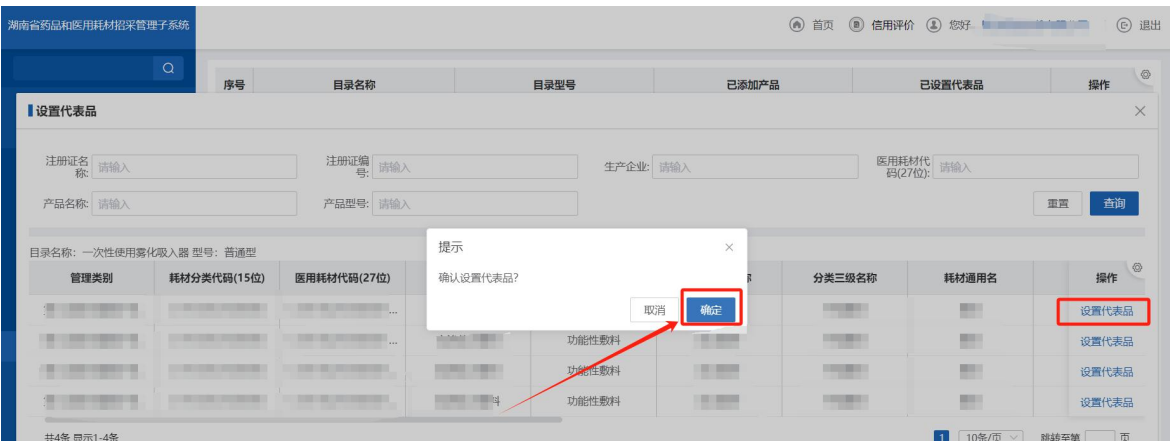 湖南省药品和医用耗材招采管理子系统
首页 信用评价 您好 退出
序号 目录名称 目录型号 已添加产品 已设置代表品 操作
设置代表品
注册证名称: 请输入 注册证编号: 请输入 生产企业: 请输入 医用耗材代码(27位): 请输入
产品名称: 请输入 产品型号: 请输入 重置 查询
目录名称: 一次性使用雾化吸入器 型号: 普通型
管理类别 耗材分类代码(15位) 医用耗材代码(27位) 分类三级名称 耗材通用名 操作
提示
确认设置代表品?
取消 确定
... 设置代表品
... 功能性敷料 设置代表品
功能性敷料 设置代表品
料 功能性敷料 设置代表品
共4条 显示1-4条 1 10条/页 跳转至第 页